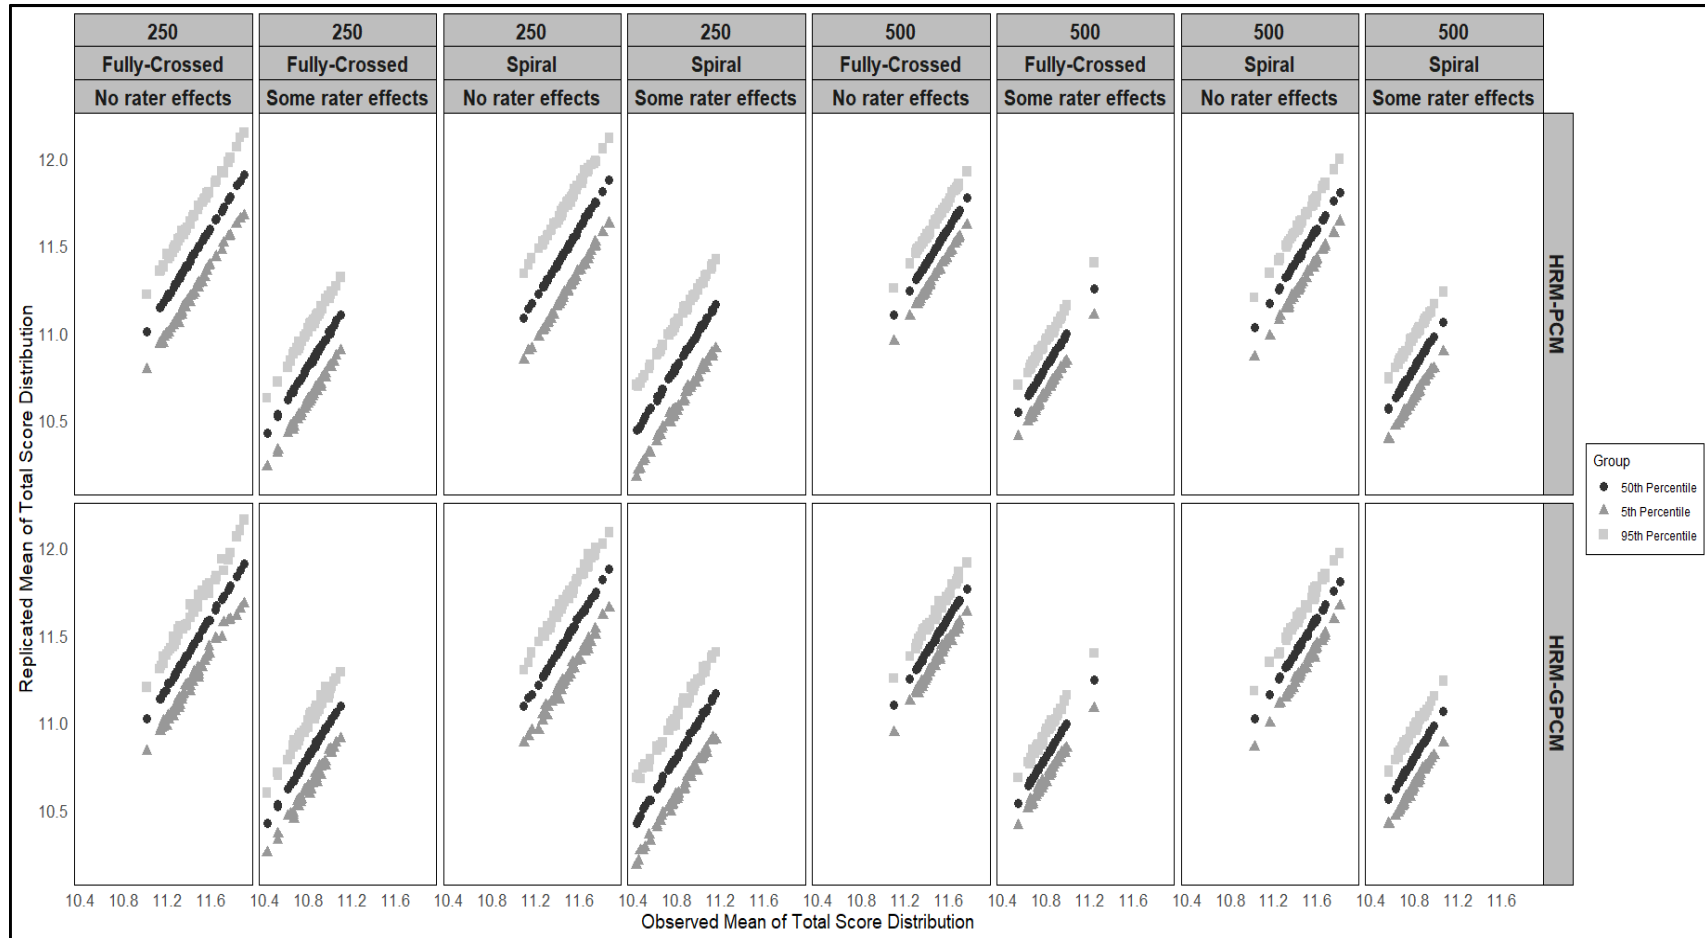 250 250 250 250 500 500 500 500
Fully-Crossed Fully-Crossed Spiral Spiral Fully-Crossed Fully-Crossed Spiral Spiral
No rater effects Some rater effects No rater effects Some rater effects No rater effects Some rater effects No rater effects Some rater effects
12.0
11.5
11.0
10.5
HRM-PCM
Replicated Mean of Total Score Distribution
Group
50th Percentile
5th Percentile
95th Percentile
12.0
11.5
11.0
10.5
HRM-GPCM
10.4 10.8 11.2 11.6 10.4 10.8 11.2 11.6 10.4 10.8 11.2 11.6 10.4 10.8 11.2 11.6 10.4 10.8 11.2 11.6 10.4 10.8 11.2 11.6 10.4 10.8 11.2 11.6 10.4 10.8 11.2 11.6
Observed Mean of Total Score Distribution